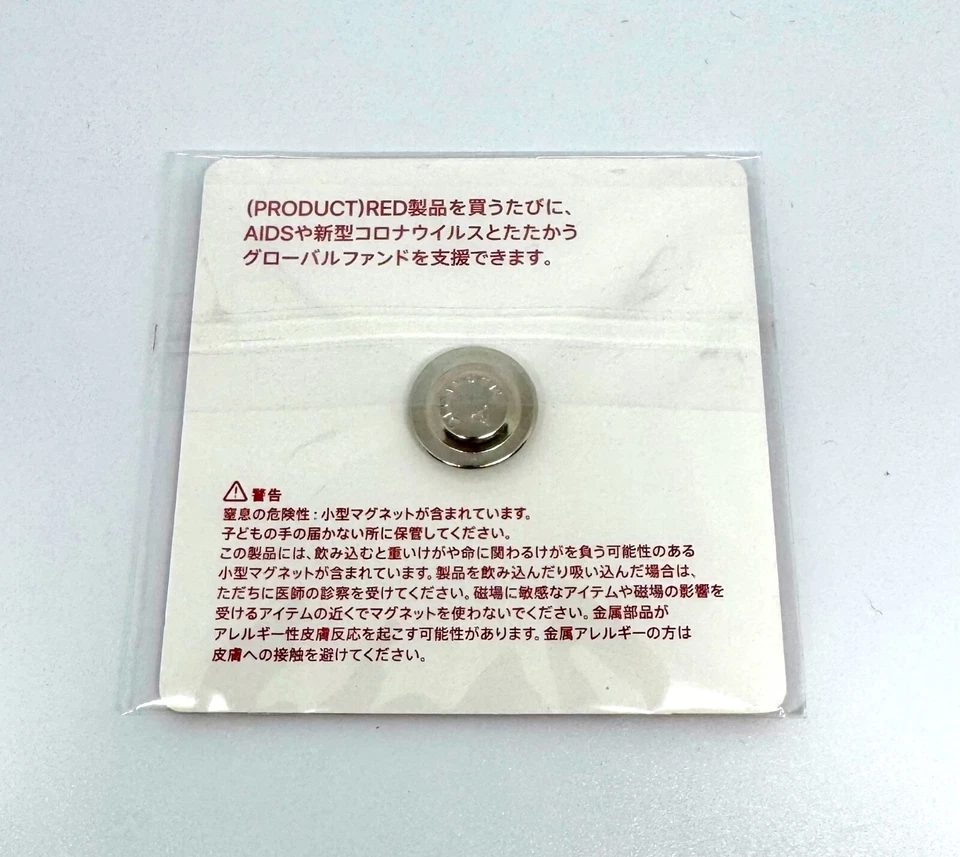 (PRODUCT)RED製品を買うたびに、
AIDSや新型コロナウイルスとたたかう
グローバルファンドを支援できます。
警告
窒息の危険性：小型マグネットが含まれています。
子どもの手の届かない所に保管してください。
この製品には、飲み込むと重いけがや命に関わるけがを負う可能性のある
小型マグネットが含まれています。製品を飲み込んだり吸い込んだ場合は、
ただちに医師の診察を受けてください。磁場に敏感なアイテムや磁場の影響を
受けるアイテムの近くでマグネットを使わないでください。金属部品が
アレルギー性皮膚反応を起こす可能性があります。金属アレルギーの方は
皮膚への接触を避けてください。